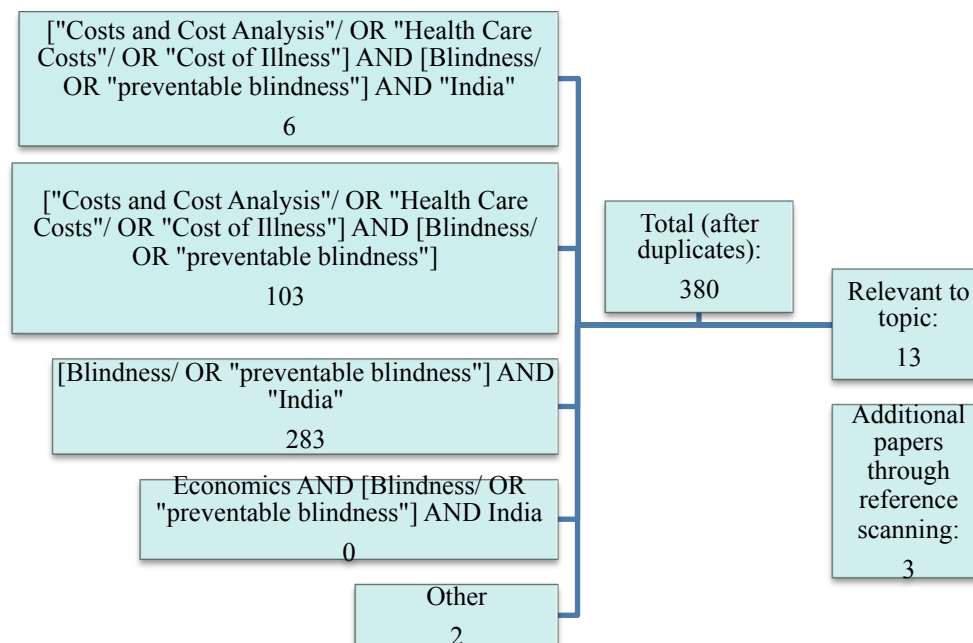 ["Costs and Cost Analysis"/ OR "Health Care
Costs"/ OR "Cost of Illness"] AND [Blindness/
OR "preventable blindness"] AND "India"
6
["Costs and Cost Analysis"/ OR "Health Care
Costs"/ OR "Cost of Illness"] AND [Blindness/
OR "preventable blindness"]
103
[Blindness/ OR "preventable blindness"] AND
"India"
283
Economics AND [Blindness/ OR
"preventable blindness"] AND India
0
Other
2
Total (after
duplicates):
380
Relevant to
topic:
13
Additional
papers
through
reference
scanning:
3